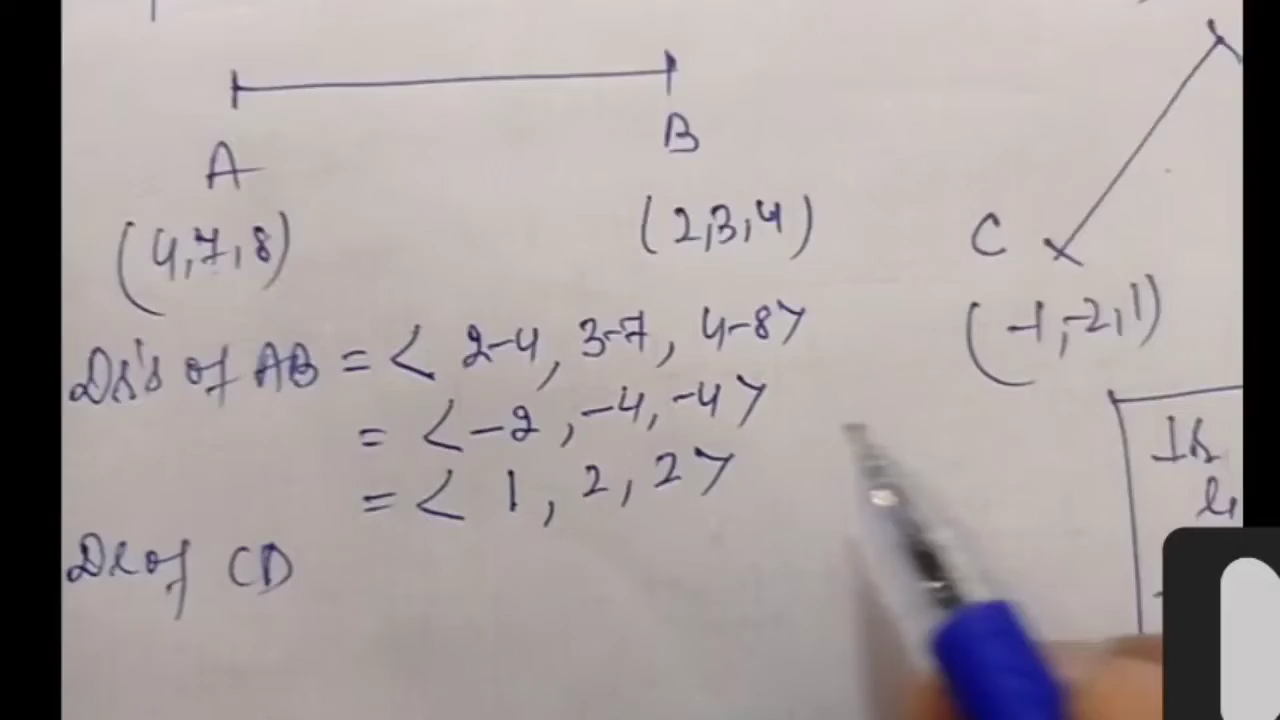 A
B
(4,7,8)
(2,3,4)
C
(-1,-2,1)
Dr's of AB = < 2-4, 3-7, 4-8>
= <-2, -4, -4>
= < 1, 2, 2>
Dr of CD